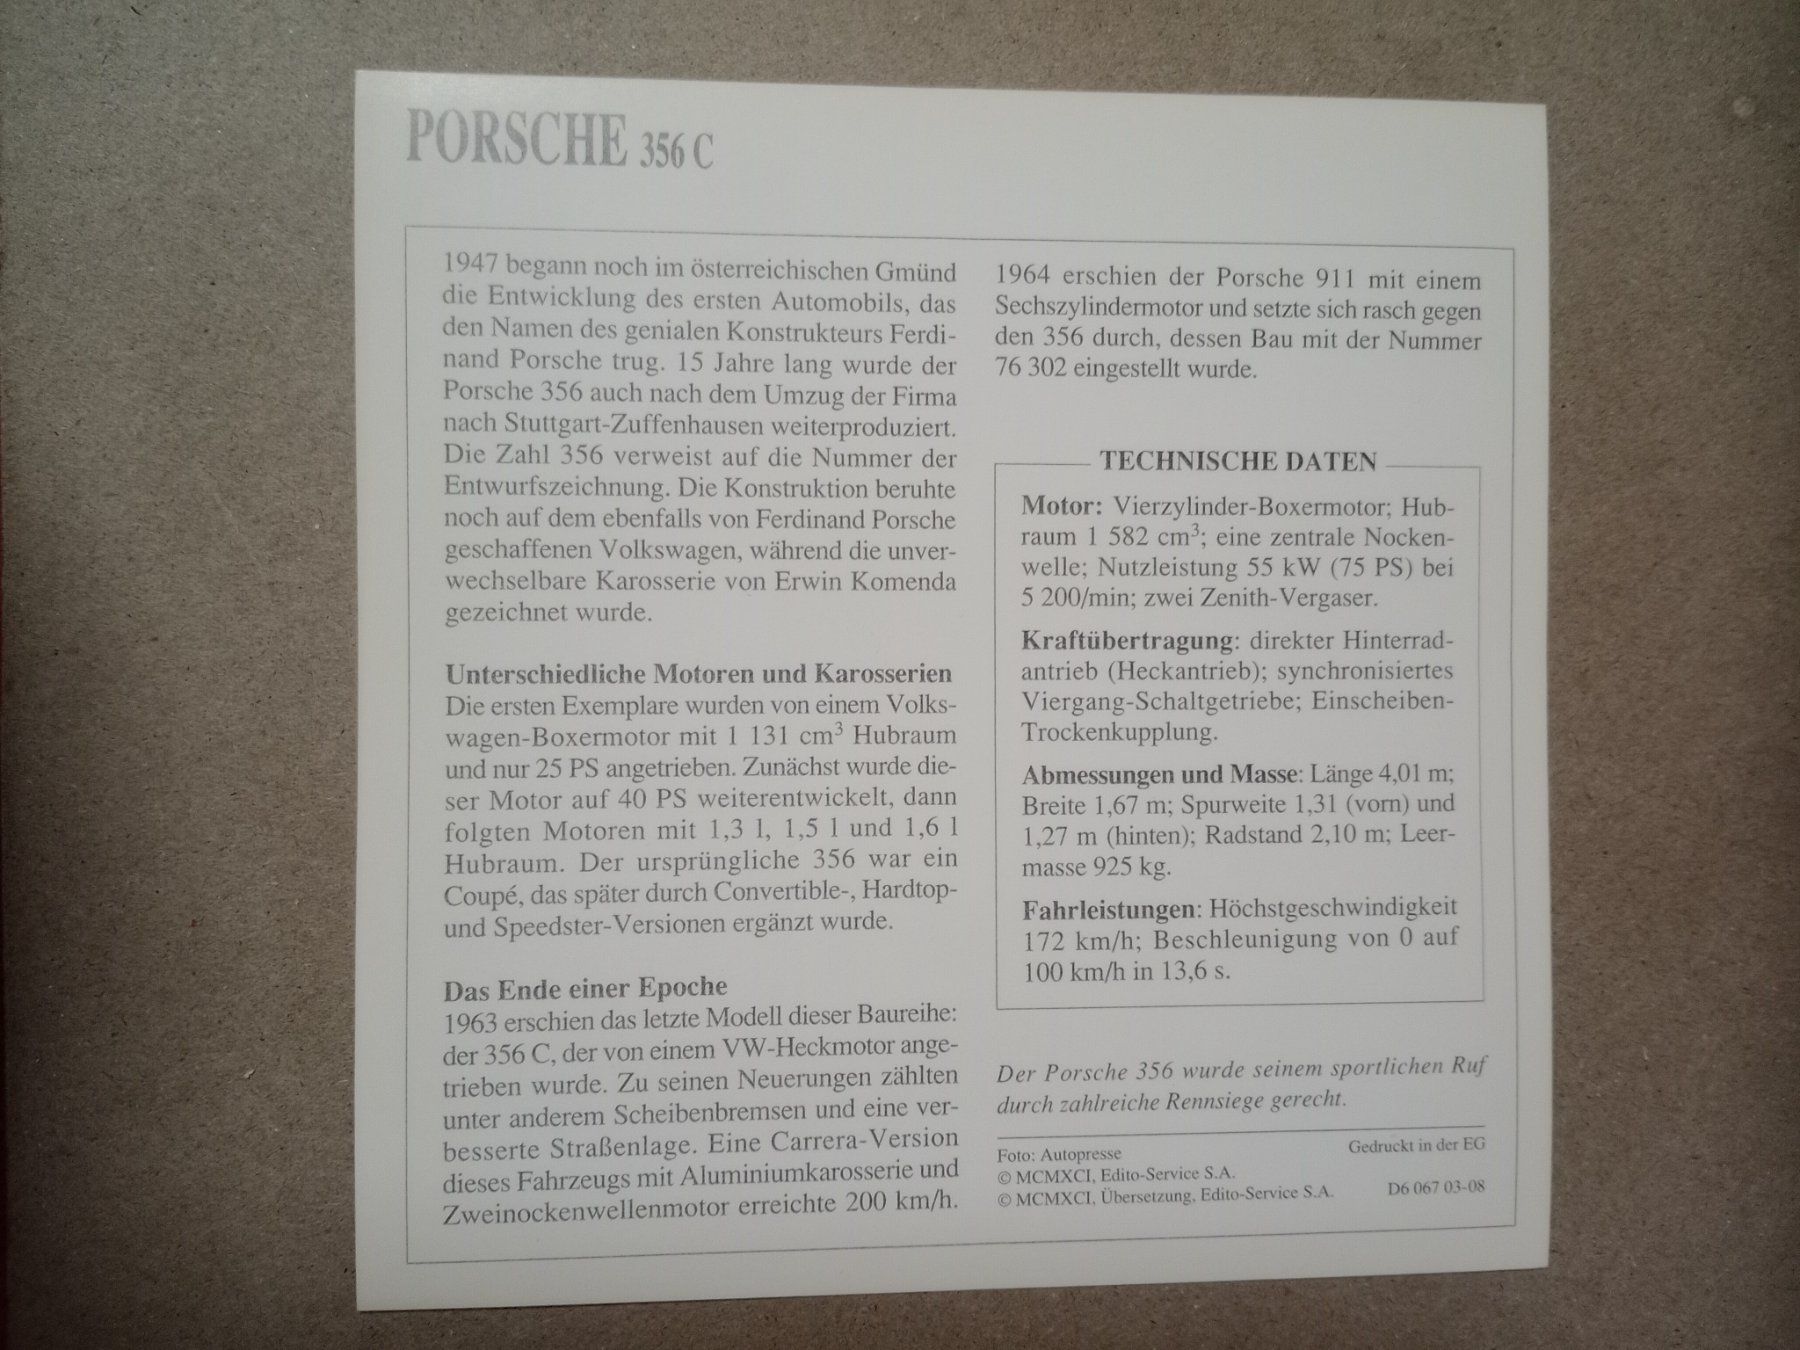 PORSCHE 356 C
1947 begann noch im österreichischen Gmünd
die Entwicklung des ersten Automobils, das
den Namen des genialen Konstrukteurs Ferdi-
nand Porsche trug. 15 Jahre lang wurde der
Porsche 356 auch nach dem Umzug der Firma
nach Stuttgart-Zuffenhausen weiterproduziert.
Die Zahl 356 verweist auf die Nummer der
Entwurfszeichnung. Die Konstruktion beruhte
noch auf dem ebenfalls von Ferdinand Porsche
geschaffenen Volkswagen, während die unver-
wechselbare Karosserie von Erwin Komenda
gezeichnet wurde.
Unterschiedliche Motoren und Karosserien
Die ersten Exemplare wurden von einem Volks-
wagen-Boxermotor mit 1 131 cm³ Hubraum
und nur 25 PS angetrieben. Zunächst wurde die-
ser Motor auf 40 PS weiterentwickelt, dann
folgten Motoren mit 1,3 l, 1,5 l und 1,6 l
Hubraum. Der ursprüngliche 356 war ein
Coupé, das später durch Convertible-, Hardtop-
und Speedster-Versionen ergänzt wurde.
Das Ende einer Epoche
1963 erschien das letzte Modell dieser Baureihe:
der 356 C, der von einem VW-Heckmotor ange-
trieben wurde. Zu seinen Neuerungen zählten
unter anderem Scheibenbremsen und eine ver-
besserte Straßenlage. Eine Carrera-Version
dieses Fahrzeugs mit Aluminiumkarosserie und
Zweinockenwellenmotor erreichte 200 km/h.
1964 erschien der Porsche 911 mit einem
Sechszylindermotor und setzte sich rasch gegen
den 356 durch, dessen Bau mit der Nummer
76 302 eingestellt wurde.
TECHNISCHE DATEN
Motor: Vierzylinder-Boxermotor; Hub-
raum 1 582 cm³; eine zentrale Nocken-
welle; Nutzleistung 55 kW (75 PS) bei
5 200/min; zwei Zenith-Vergaser.
Kraftübertragung: direkter Hinterrad-
antrieb (Heckantrieb); synchronisiertes
Viergang-Schaltgetriebe; Einscheiben-
Trockenkupplung.
Abmessungen und Masse: Länge 4,01 m;
Breite 1,67 m; Spurweite 1,31 (vorn) und
1,27 m (hinten); Radstand 2,10 m; Leer-
masse 925 kg.
Fahrleistungen: Höchstgeschwindigkeit
172 km/h; Beschleunigung von 0 auf
100 km/h in 13,6 s.
Der Porsche 356 wurde seinem sportlichen Ruf
durch zahlreiche Rennsiege gerecht.
Foto: Autopresse Gedruckt in der EG
© MCMXCI, Edito-Service S.A.
© MCMXCI, Übersetzung, Edito-Service S.A. D6 067 03-08